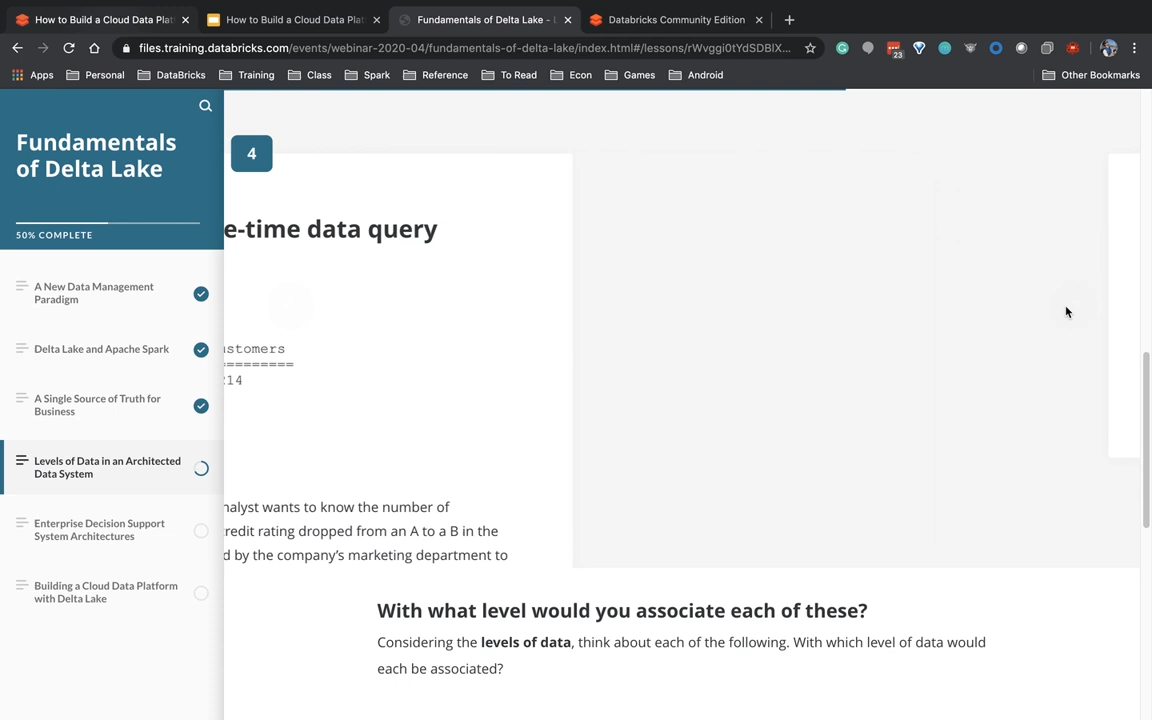 How to Build a Cloud Data Plat
How to Build a Cloud Data Plat
Fundamentals of Delta Lake -
Databricks Community Edition
files.training.databricks.com/events/webinar-2020-04/fundamentals-of-delta-lake/index.html#/lessons/rWvggi0tYdSDBlX...
23
Apps
Personal
DataBricks
Training
Class
Spark
Reference
To Read
Econ
Games
Android
Other Bookmarks
Fundamentals
of Delta Lake
50% COMPLETE
A New Data Management
Paradigm
Delta Lake and Apache Spark
A Single Source of Truth for
Business
Levels of Data in an Architected
Data System
Enterprise Decision Support
System Architectures
Building a Cloud Data Platform
with Delta Lake
4
e-time data query
ustomers
=========
214
nalyst wants to know the number of
credit rating dropped from an A to a B in the
d by the company's marketing department to
With what level would you associate each of these?
Considering the levels of data, think about each of the following. With which level of data would
each be associated?